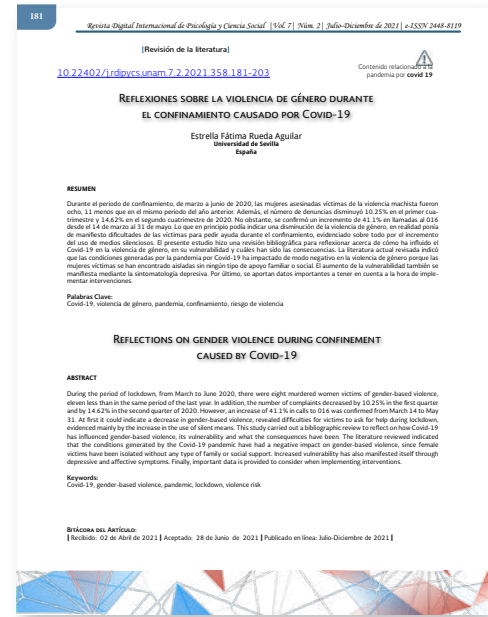 181
Revista Digital Internacional de Psicología y Ciencia Social | Vol. 7 | Núm. 2 | Julio-Diciembre de 2021 | e-ISSN 2448-8119
[Revisión de la literatura]
10.22402/j.rdipycs.unam.7.2.2021.358.181-203
Contenido relacionado a la
pandemia por covid 19
Reflexiones sobre la violencia de género durante
el confinamiento causado por Covid-19
Estrella Fátima Rueda Aguilar
Universidad de Sevilla
España
RESUMEN
Durante el periodo de confinamiento, de marzo a junio de 2020, las mujeres asesinadas víctimas de la violencia machista fueron
ocho, 11 menos que en el mismo periodo del año anterior. Además, el número de denuncias disminuyó 10.25% en el primer cua-
trimestre y 14,62% en el segundo cuatrimestre de 2020. No obstante, se confirmó un incremento de 41.1% en llamadas al 016
desde el 14 de marzo al 31 de mayo. Lo que en principio podía indicar una disminución de la violencia de género, en realidad ponía
de manifiesto dificultades de las víctimas para pedir ayuda durante el confinamiento, evidenciado sobre todo por el incremento
del uso de medios silenciosos. El presente estudio hizo una revisión bibliográfica para reflexionar acerca de cómo ha influido el
Covid-19 en la violencia de género, en su vulnerabilidad y cuáles han sido las consecuencias. La literatura actual revisada indicó
que las condiciones generadas por la pandemia por Covid-19 ha impactado de modo negativo en la violencia de género porque las
mujeres víctimas se han encontrado aisladas sin ningún tipo de apoyo familiar o social. El aumento de la vulnerabilidad también se
manifiesta mediante la sintomatología depresiva. Por último, se aportan datos importantes a tener en cuenta a la hora de imple-
mentar intervenciones.
Palabras Clave:
Covid-19, violencia de género, pandemia, confinamiento, riesgo de violencia
Reflections on gender violence during confinement
caused by Covid-19
ABSTRACT
During the period of lockdown, from March to June 2020, there were eight murdered women victims of gender-based violence,
eleven less than in the same period of the last year. In addition, the number of complaints decreased by 10.25% in the first quarter
and by 14.62% in the second quarter of 2020. However, an increase of 41.1% in calls to 016 was confirmed from March 14 to May
31. At first it could indicate a decrease in gender-based violence, revealed difficulties for victims to ask for help during lockdown,
evidenced mainly by the increase in the use of silent means. This study carried out a bibliographic review to reflect on how Covid-19
has influenced gender-based violence, its vulnerability and what the consequences have been. The literature reviewed indicated
that the conditions generated by the Covid-19 pandemic have had a negative impact on gender-based violence, since female
victims have been isolated without any type of family or social support. Increased vulnerability has also manifested itself through
depressive and affective symptoms. Finally, important data is provided to consider when implementing interventions.
Keywords:
Covid-19, gender-based violence, pandemic, lockdown, violence risk
Bitácora del Artículo:
| Recibido: 02 de Abril de 2021 | Aceptado: 28 de Junio de 2021 | Publicado en línea: Julio-Diciembre de 2021 |